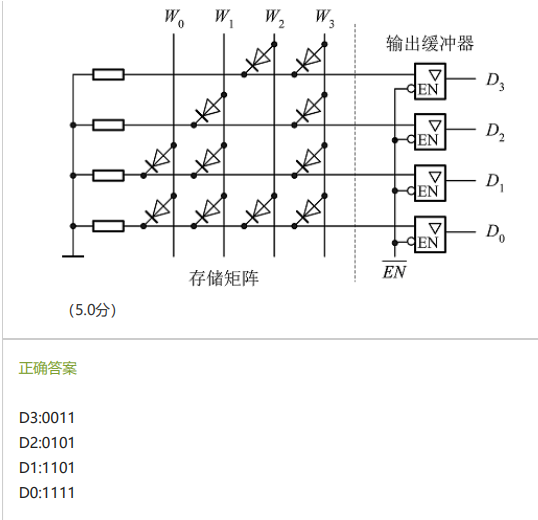 W0 W1 W2 W3
输出缓冲器
EN D3
EN D2
EN D1
EN D0
存储矩阵
E̅N̅
（5.0分）
正确答案
D3:0011
D2:0101
D1:1101
D0:1111